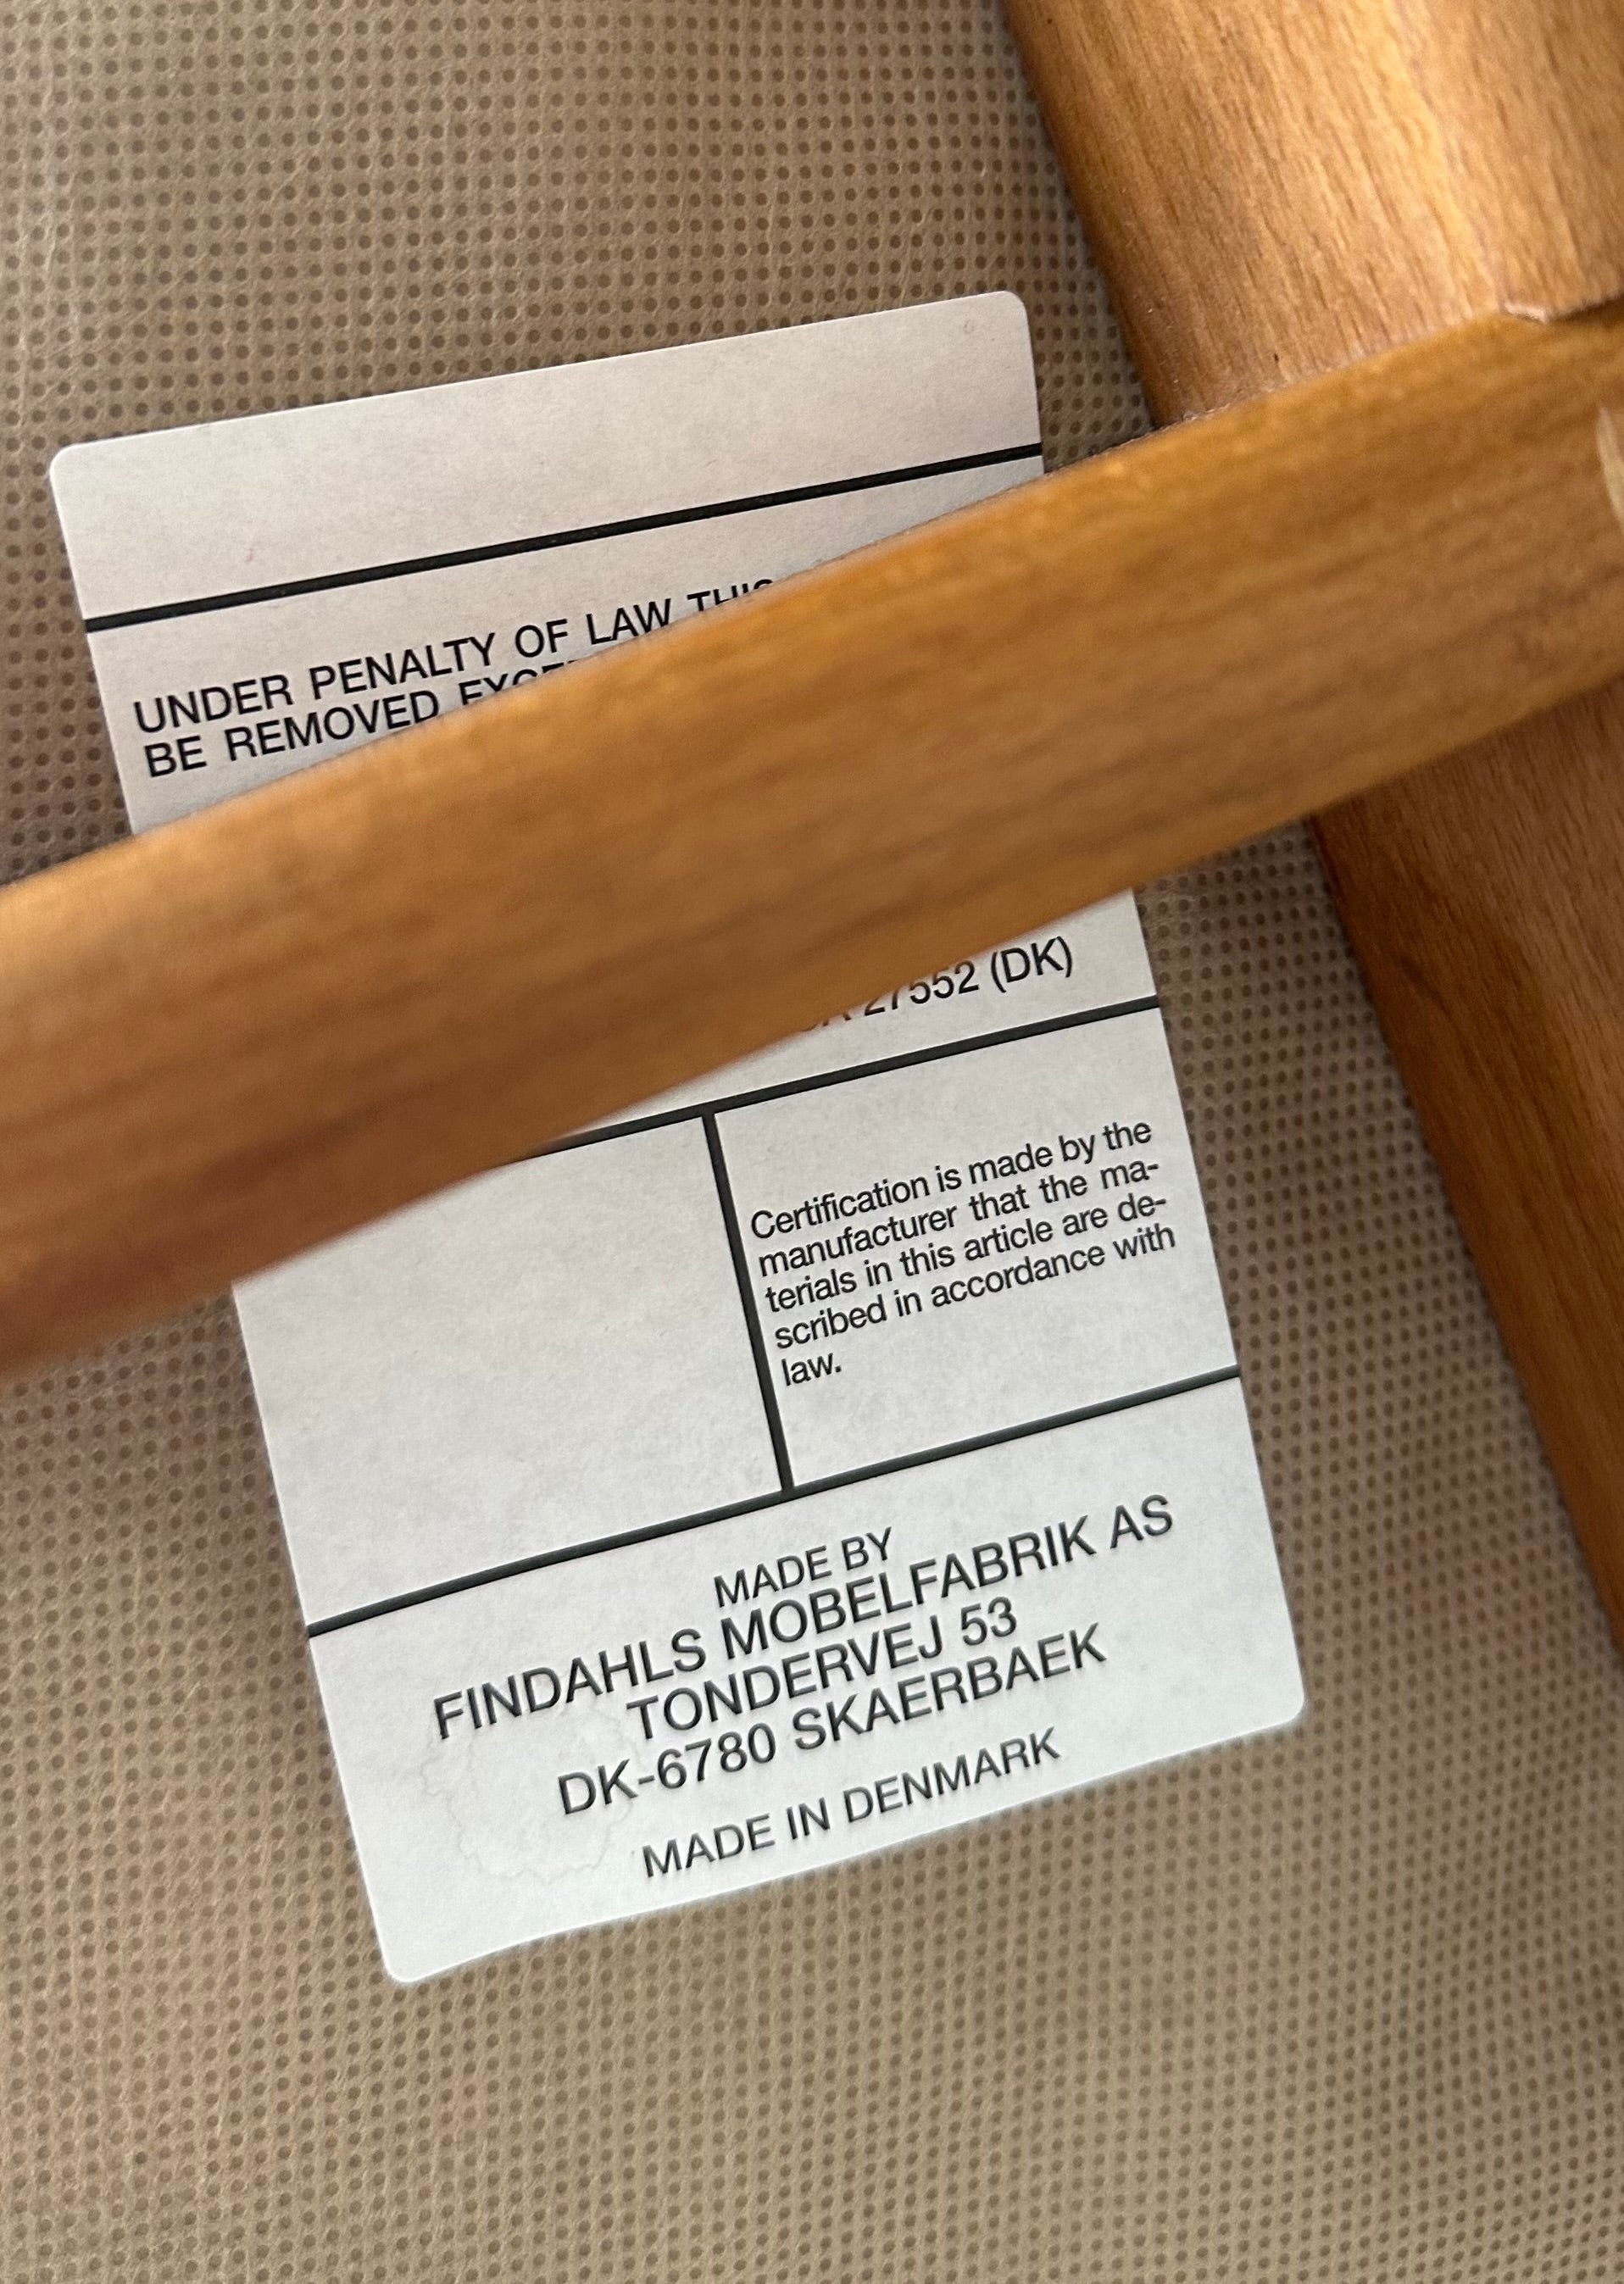 UNDER PENALTY OF LAW THIS
BE REMOVED EXCEPT
27552 (DK)
Certification is made by the
manufacturer that the ma-
terials in this article are de-
scribed in accordance with
law.
MADE BY
FINDAHLS MOBELFABRIK AS
TONDERVEJ 53
DK-6780 SKAERBAEK
MADE IN DENMARK